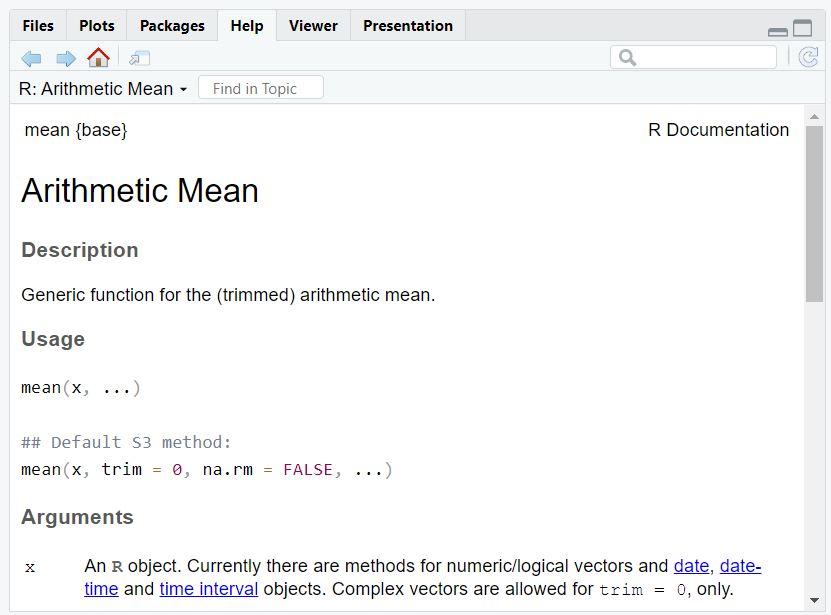 Files Plots Packages Help Viewer Presentation
R: Arithmetic Mean Find in Topic
mean {base} R Documentation
Arithmetic Mean
Description
Generic function for the (trimmed) arithmetic mean.
Usage
mean(x, ...)
## Default S3 method:
mean(x, trim = 0, na.rm = FALSE, ...)
Arguments
x An R object. Currently there are methods for numeric/logical vectors and date, date-
time and time interval objects. Complex vectors are allowed for trim = 0, only.